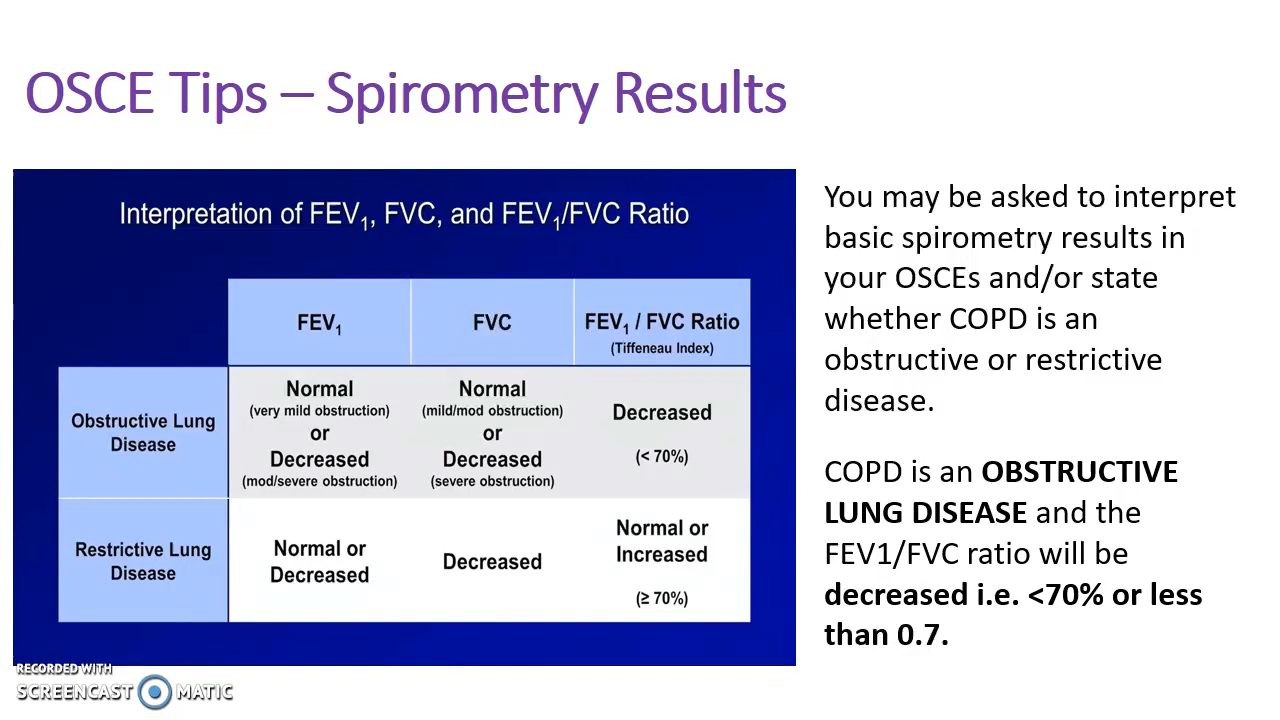 OSCE Tips – Spirometry Results
Interpretation of FEV₁, FVC, and FEV₁/FVC Ratio
FEV₁
FVC
FEV₁ / FVC Ratio
(Tiffeneau Index)
Obstructive Lung
Disease
Normal
(very mild obstruction)
or
Decreased
(mod/severe obstruction)
Normal
(mild/mod obstruction)
or
Decreased
(severe obstruction)
Decreased
(< 70%)
Restrictive Lung
Disease
Normal or
Decreased
Decreased
Normal or
Increased
(≥ 70%)
You may be asked to interpret
basic spirometry results in
your OSCEs and/or state
whether COPD is an
obstructive or restrictive
disease.
COPD is an OBSTRUCTIVE
LUNG DISEASE and the
FEV1/FVC ratio will be
decreased i.e. <70% or less
than 0.7.
RECORDED WITH
SCREENCAST MATIC